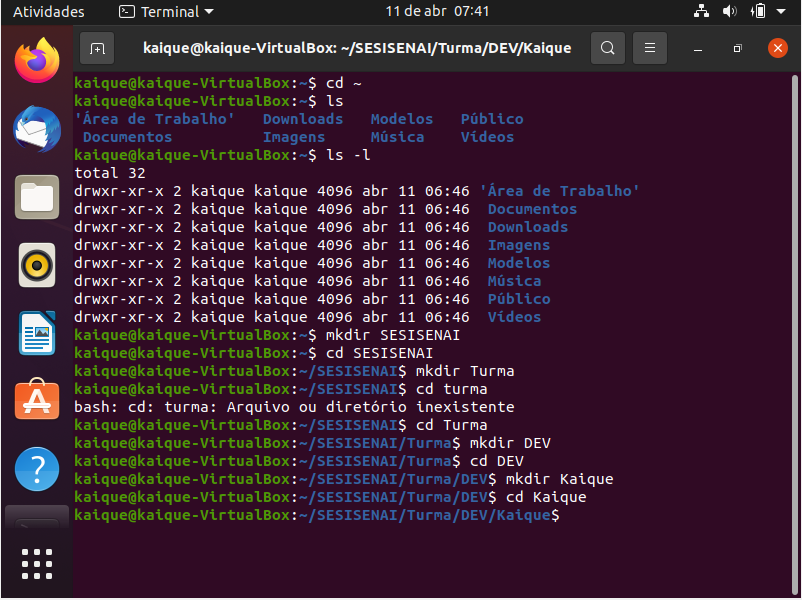 Atividades Terminal 11 de abr 07:41
kaique@kaique-VirtualBox: ~/SESISENAI/Turma/DEV/Kaique
kaique@kaique-VirtualBox:~$ cd ~
kaique@kaique-VirtualBox:~$ ls
'Área de Trabalho' Downloads Modelos Público
Documentos Imagens Música Vídeos
kaique@kaique-VirtualBox:~$ ls -l
total 32
drwxr-xr-x 2 kaique kaique 4096 abr 11 06:46 'Área de Trabalho'
drwxr-xr-x 2 kaique kaique 4096 abr 11 06:46 Documentos
drwxr-xr-x 2 kaique kaique 4096 abr 11 06:46 Downloads
drwxr-xr-x 2 kaique kaique 4096 abr 11 06:46 Imagens
drwxr-xr-x 2 kaique kaique 4096 abr 11 06:46 Modelos
drwxr-xr-x 2 kaique kaique 4096 abr 11 06:46 Música
drwxr-xr-x 2 kaique kaique 4096 abr 11 06:46 Público
drwxr-xr-x 2 kaique kaique 4096 abr 11 06:46 Vídeos
kaique@kaique-VirtualBox:~$ mkdir SESISENAI
kaique@kaique-VirtualBox:~$ cd SESISENAI
kaique@kaique-VirtualBox:~/SESISENAI$ mkdir Turma
kaique@kaique-VirtualBox:~/SESISENAI$ cd turma
bash: cd: turma: Arquivo ou diretório inexistente
kaique@kaique-VirtualBox:~/SESISENAI$ cd Turma
kaique@kaique-VirtualBox:~/SESISENAI/Turma$ mkdir DEV
kaique@kaique-VirtualBox:~/SESISENAI/Turma$ cd DEV
kaique@kaique-VirtualBox:~/SESISENAI/Turma/DEV$ mkdir Kaique
kaique@kaique-VirtualBox:~/SESISENAI/Turma/DEV$ cd Kaique
kaique@kaique-VirtualBox:~/SESISENAI/Turma/DEV/Kaique$